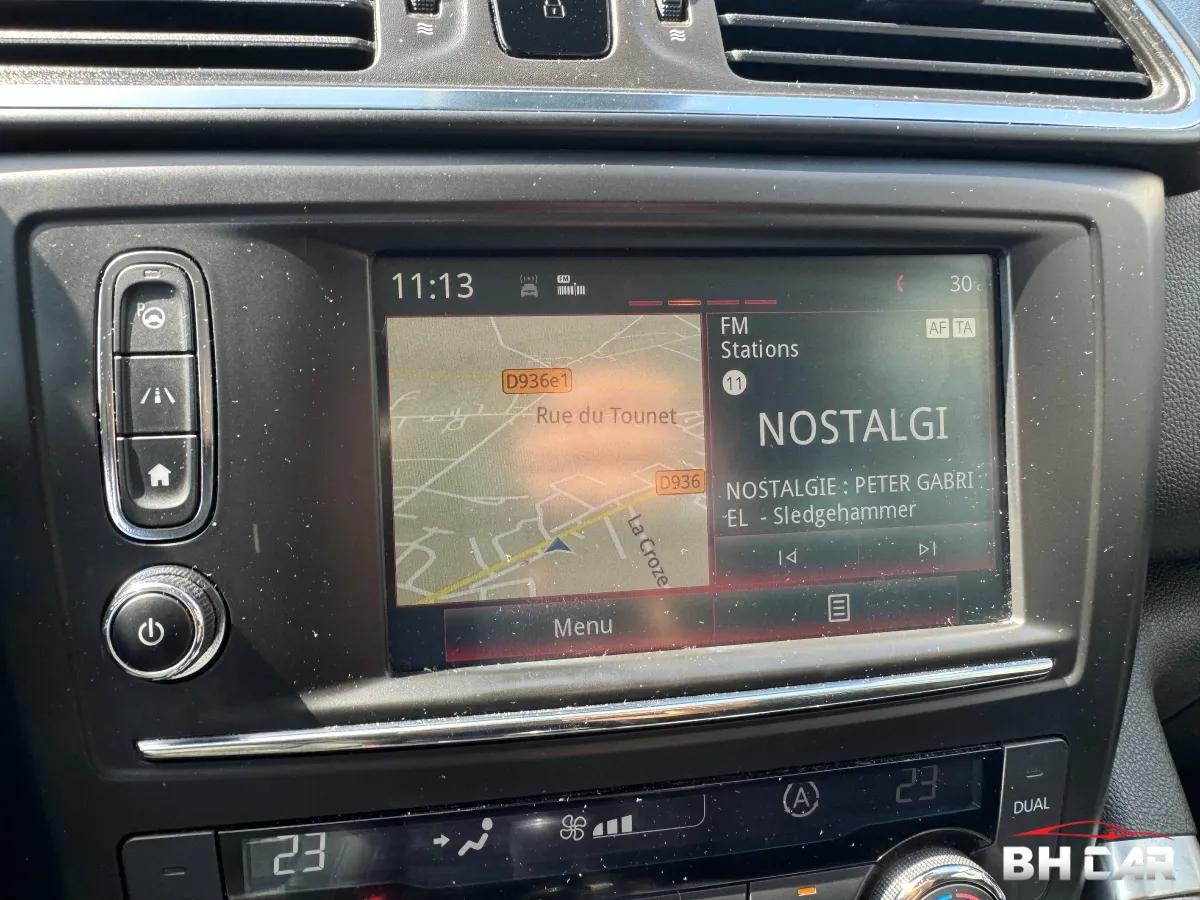 11:13
FM
30°c
D936e1
Rue du Tounet
D936
La Croze
FM
AF TA
Stations
11
NOSTALGI
NOSTALGIE : PETER GABRI
EL - Sledgehammer
Menu
P
A
23
23
DUAL
BH CAR